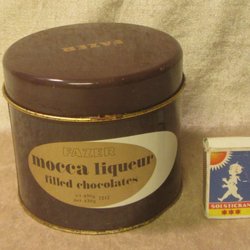 FAZER
FAZER
mocca liqueur
filled chocolates
SOLSTICKAN